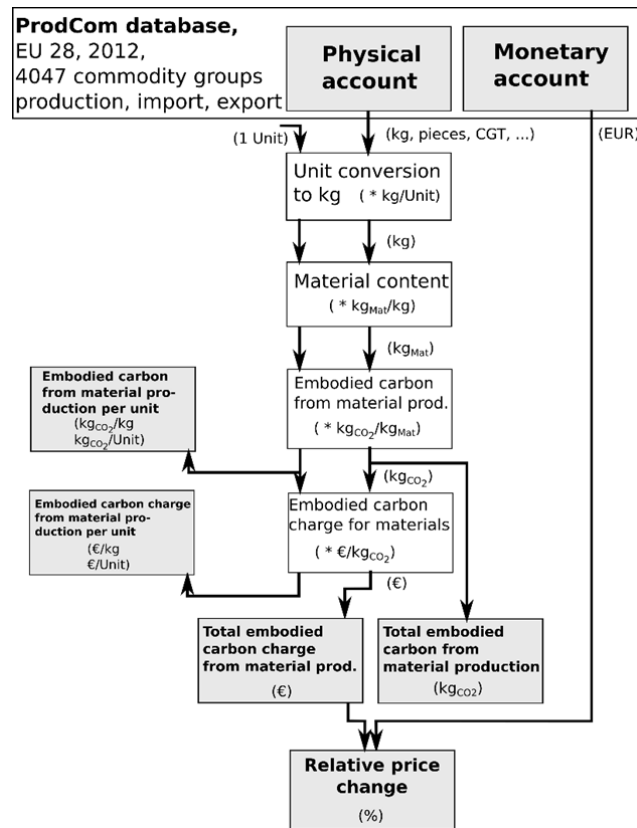 ProdCom database,
EU 28, 2012,
4047 commodity groups
production, import, export
Physical
account
Monetary
account
(1 Unit)
(kg, pieces, CGT, ...)
(EUR)
Unit conversion
to kg ( * kg/Unit)
(kg)
Material content
( * kgMat/kg)
(kgMat)
Embodied carbon
from material pro-
duction per unit
(kgCO2/kg
kgCO2/Unit)
Embodied carbon
from material prod.
( * kgCO2/kgMat)
(kgCO2)
Embodied carbon charge
from material pro-
duction per unit
(€/kg
€/Unit)
Embodied carbon
charge for materials
( * €/kgCO2)
(€)
Total embodied
carbon charge
from material prod.
(€)
Total embodied
carbon from
material production
(kgCO2)
Relative price
change
(%)